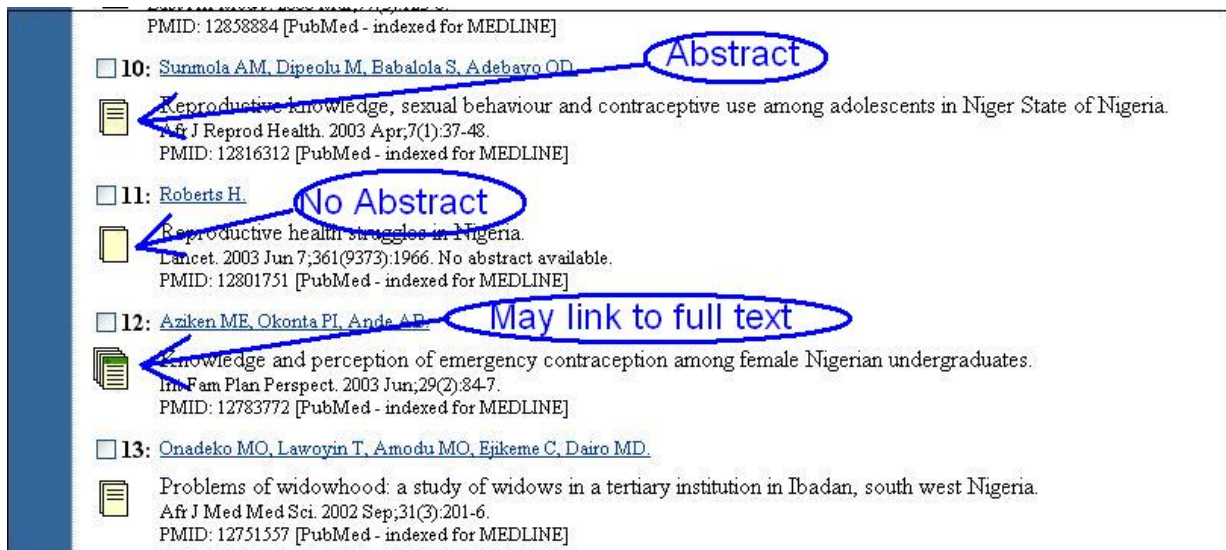 PMID: 12858884 [PubMed - indexed for MEDLINE]
Abstract
10: Sunmola AM, Dipeolu M, Babalola S, Adebayo OD.
Reproductive knowledge, sexual behaviour and contraceptive use among adolescents in Niger State of Nigeria.
Afr J Reprod Health. 2003 Apr;7(1):37-48.
PMID: 12816312 [PubMed - indexed for MEDLINE]
11: Roberts H.
No Abstract
Reproductive health struggles in Nigeria.
Lancet. 2003 Jun 7;361(9373):1966. No abstract available.
PMID: 12801751 [PubMed - indexed for MEDLINE]
12: Aziken ME, Okonta PI, Ande AB.
May link to full text
Knowledge and perception of emergency contraception among female Nigerian undergraduates.
Int Fam Plan Perspect. 2003 Jun;29(2):84-7.
PMID: 12783772 [PubMed - indexed for MEDLINE]
13: Onadeko MO, Lawoyin T, Amodu MO, Ejikeme C, Dairo MD.
Problems of widowhood: a study of widows in a tertiary institution in Ibadan, south west Nigeria.
Afr J Med Med Sci. 2002 Sep;31(3):201-6.
PMID: 12751557 [PubMed - indexed for MEDLINE]